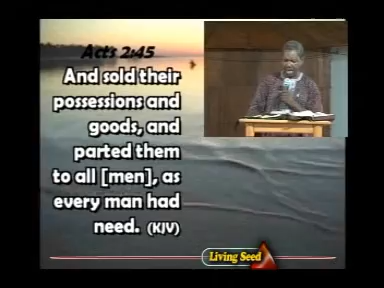 Acts 2:45
And sold their
possessions and
goods, and
parted them
to all [men], as
every man had
need. (KJV)
Living Seed